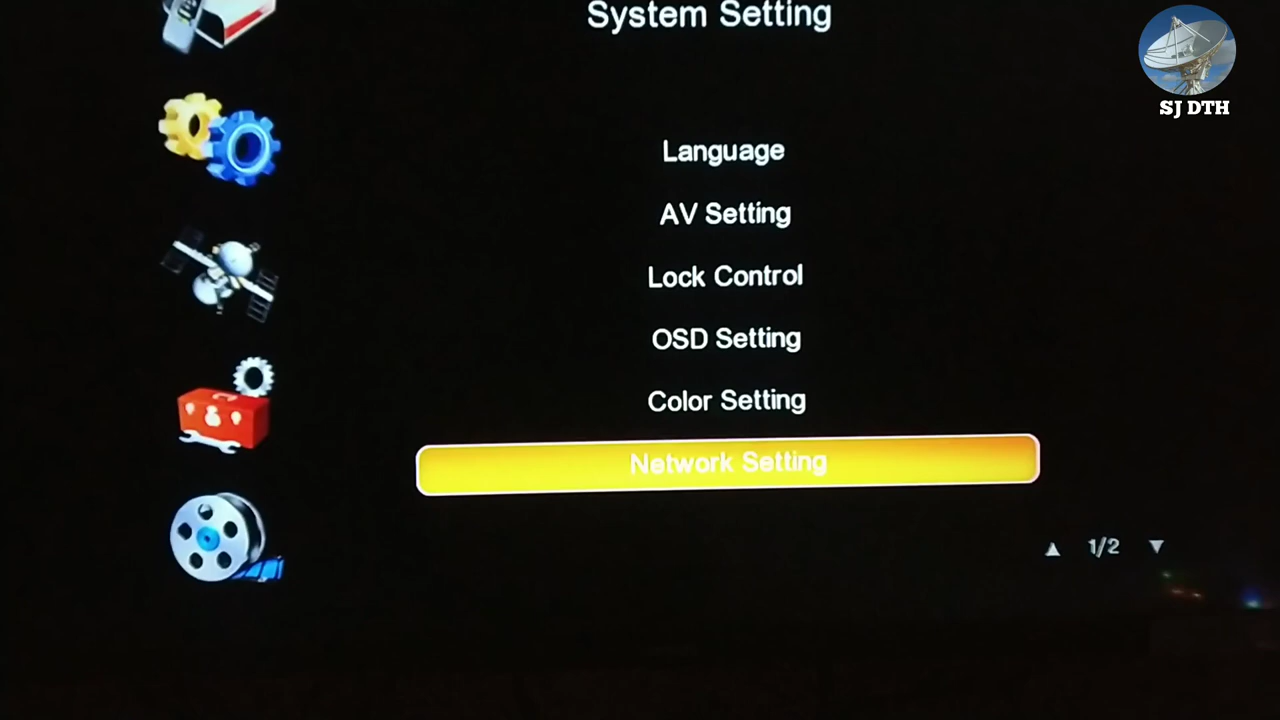 System Setting
SJ DTH
Language
AV Setting
Lock Control
OSD Setting
Color Setting
Network Setting
▲ 1/2 ▼